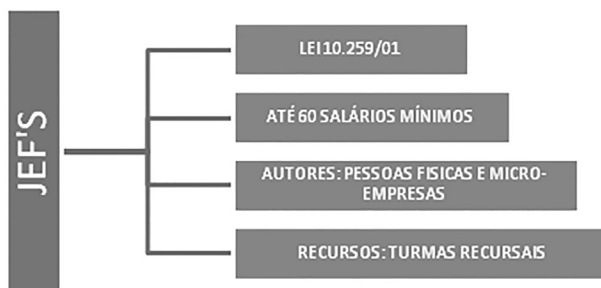 JEF'S
LEI 10.259/01
ATÉ 60 SALÁRIOS MÍNIMOS
AUTORES: PESSOAS FISICAS E MICRO-
EMPRESAS
RECURSOS: TURMAS RECURSAIS